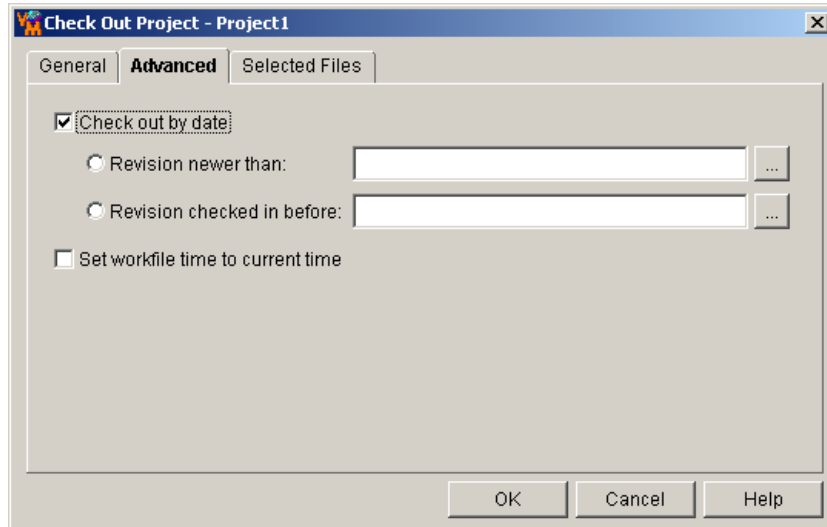 Check Out Project - Project1
General Advanced Selected Files
Check out by date
Revision newer than: ...
Revision checked in before: ...
Set workfile time to current time
OK Cancel Help